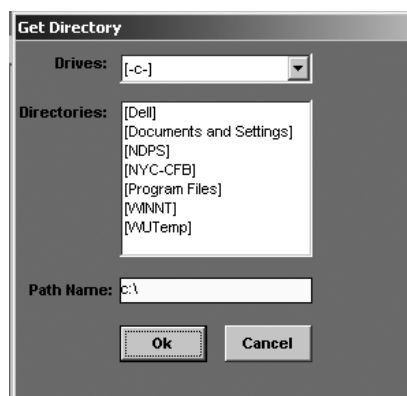 Get Directory
Drives: [-c-]
Directories: [Dell]
[Documents and Settings]
[NDPS]
[NYC-CFB]
[Program Files]
[WINNT]
[WUTemp]
Path Name: c:\
Ok Cancel